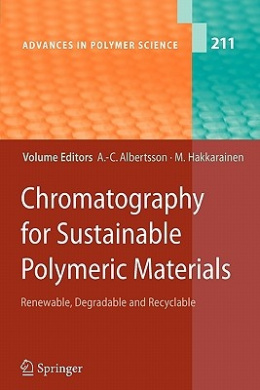 ADVANCES IN POLYMER SCIENCE 211
Volume Editors A.-C. Albertsson · M. Hakkarainen
Chromatography
for Sustainable
Polymeric Materials
Renewable, Degradable and Recyclable
Springer